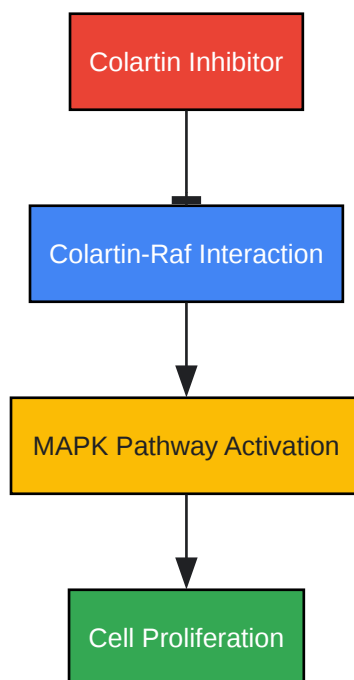 Colartin Inhibitor
Colartin-Raf Interaction
MAPK Pathway Activation
Cell Proliferation